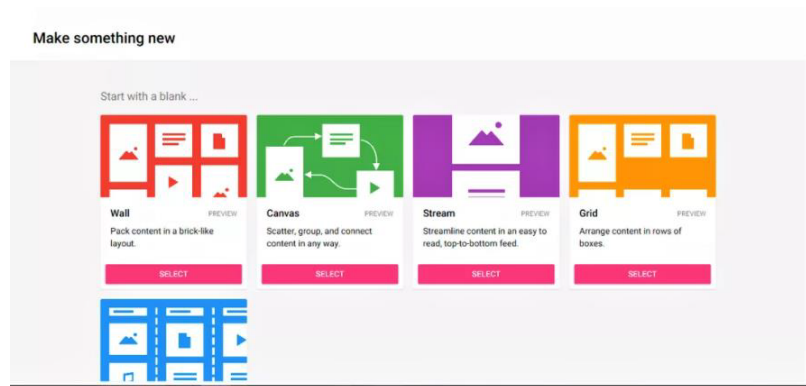 Make something new
Start with a blank ...
Wall PREVIEW
Pack content in a brick-like
layout.
SELECT
Canvas PREVIEW
Scatter, group, and connect
content in any way.
SELECT
Stream PREVIEW
Streamline content in an easy to
read, top-to-bottom feed.
SELECT
Grid PREVIEW
Arrange content in rows of
boxes.
SELECT